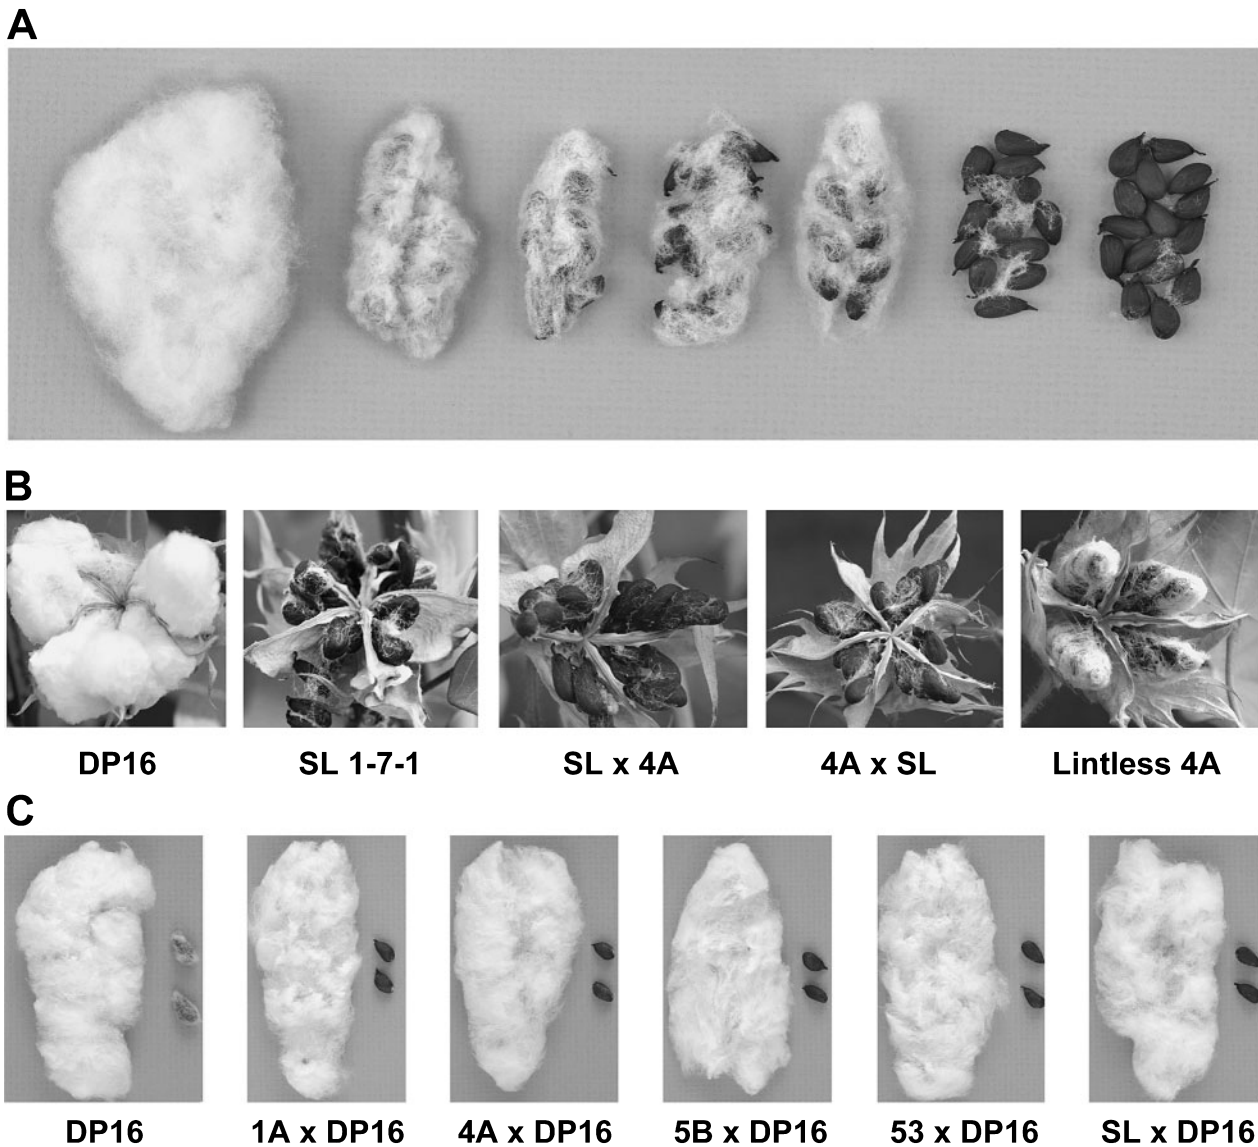 A
B
DP16 SL 1-7-1 SL x 4A 4A x SL Lintless 4A
C
DP16 1A x DP16 4A x DP16 5B x DP16 53 x DP16 SL x DP16